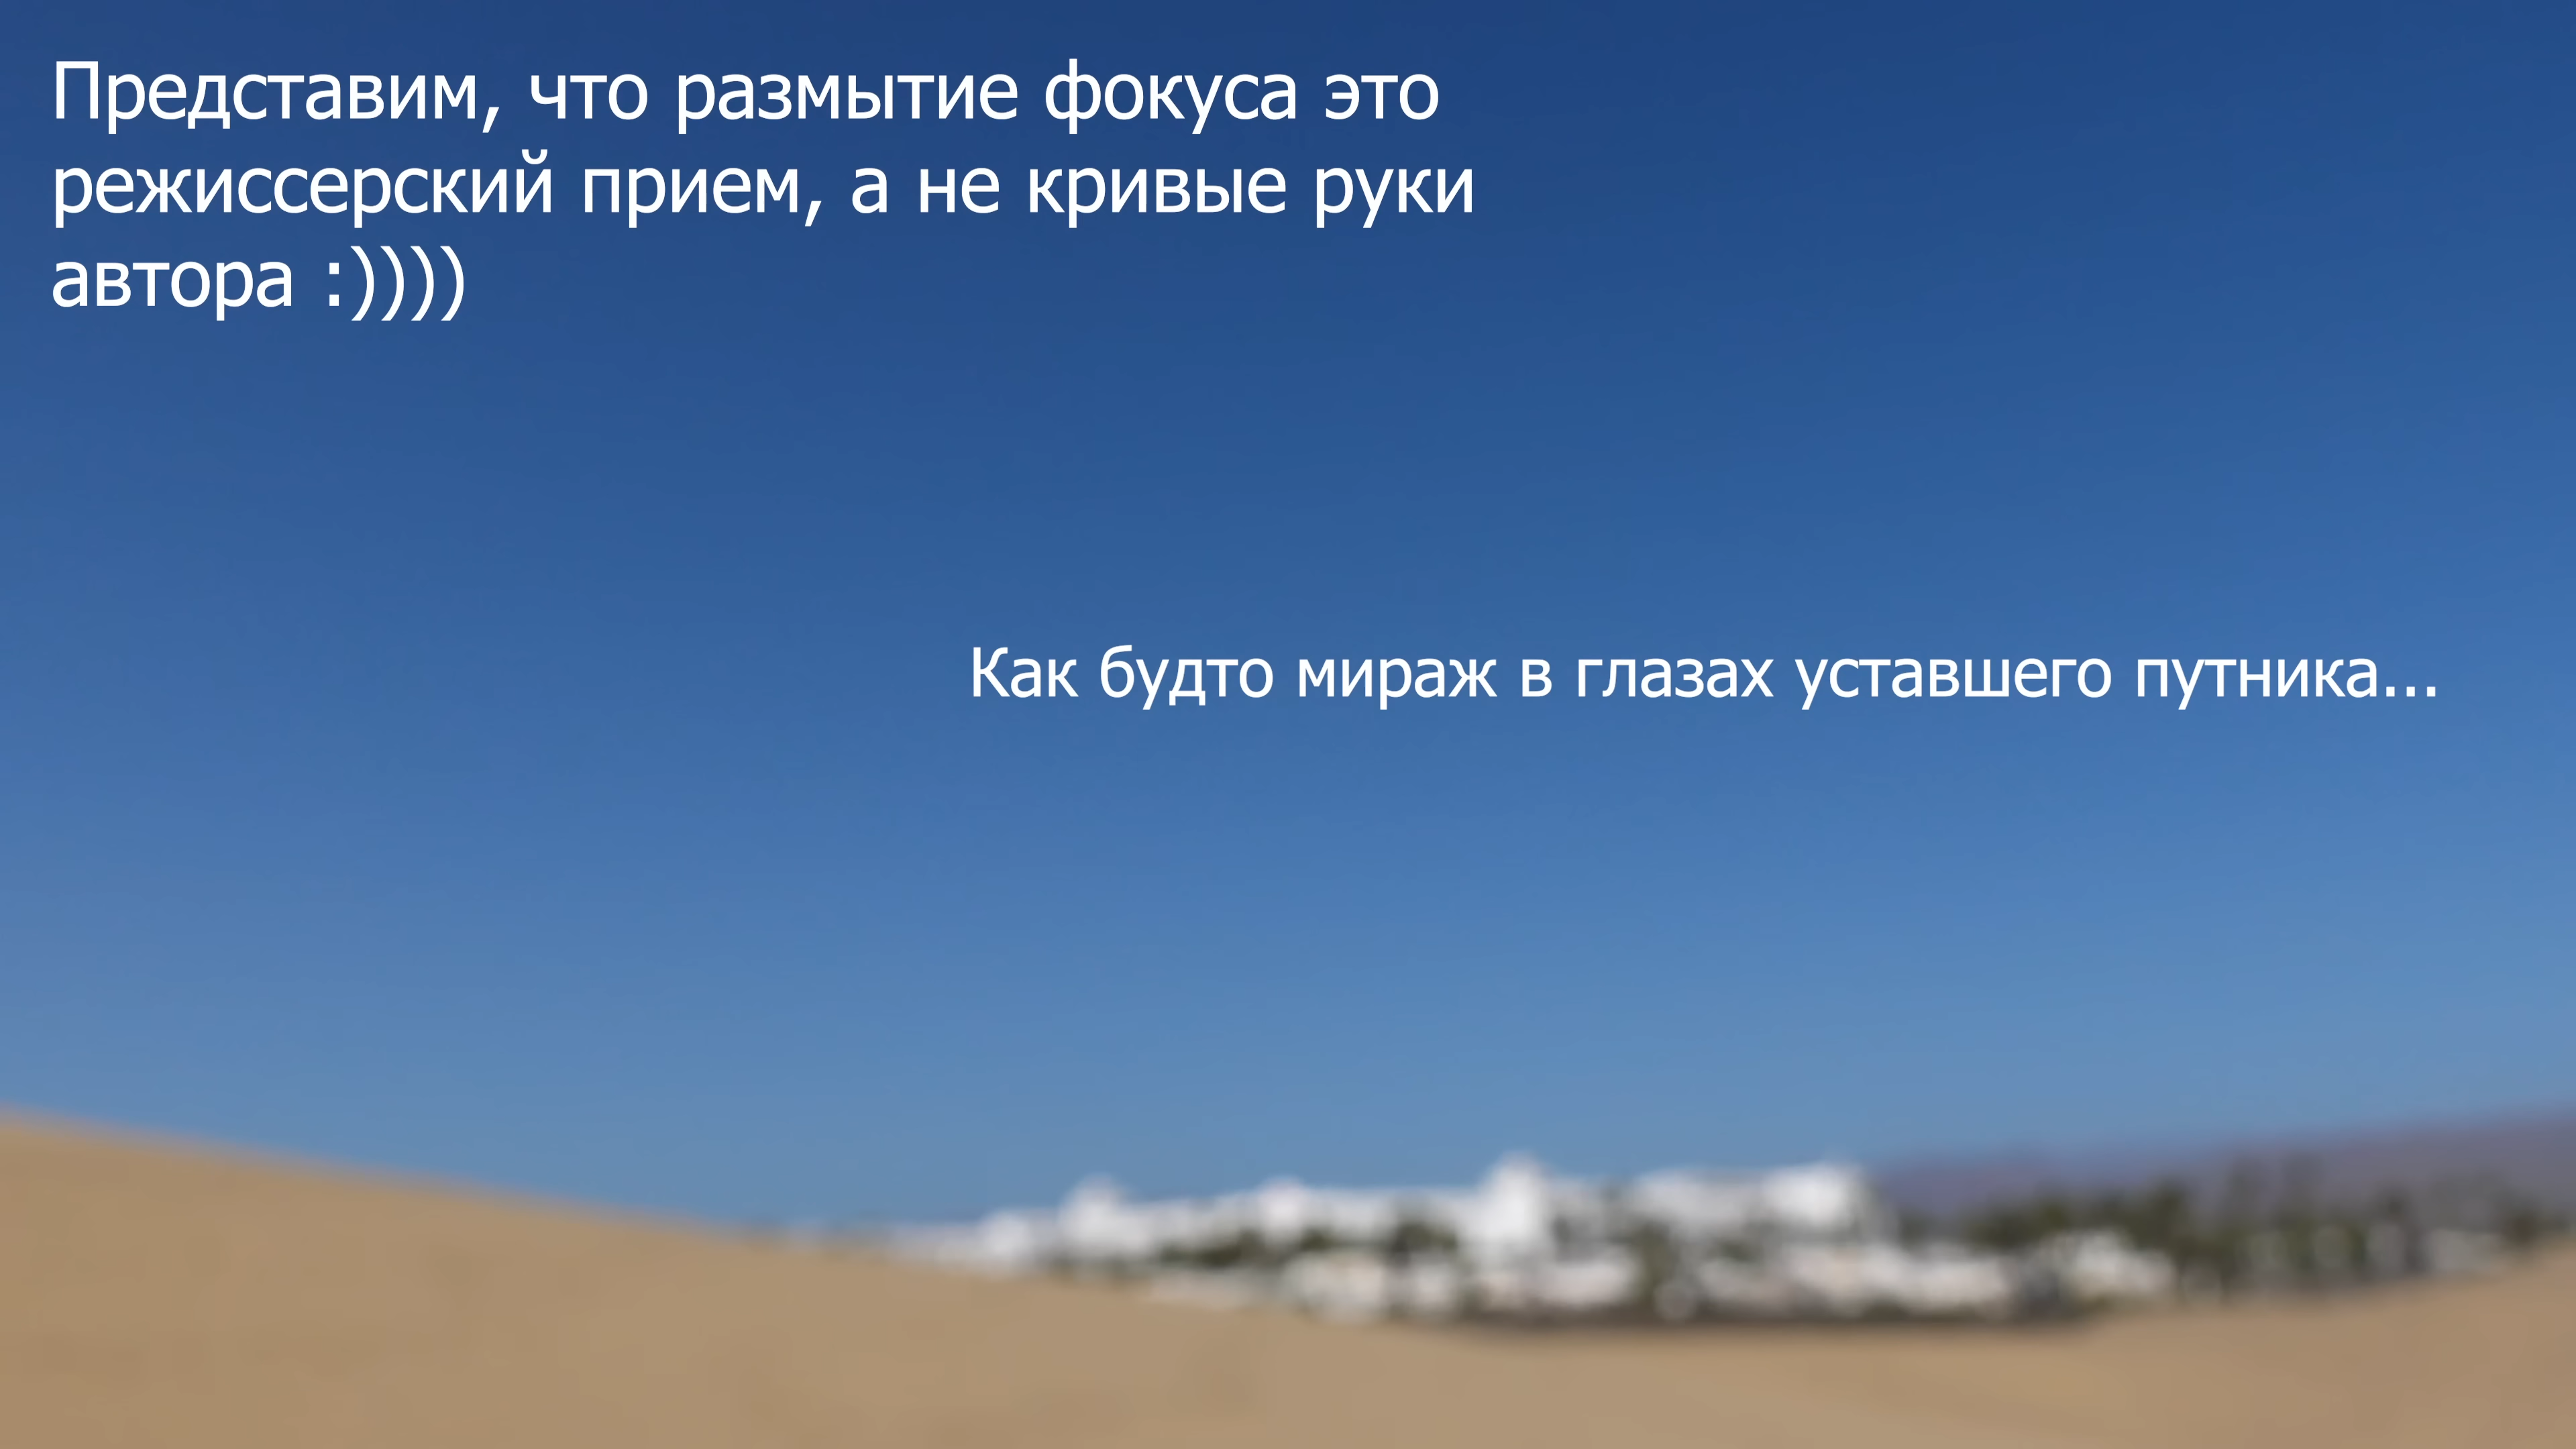 Представим, что размытие фокуса это
режиссерский прием, а не кривые руки
автора :))))
Как будто мираж в глазах уставшего путника...